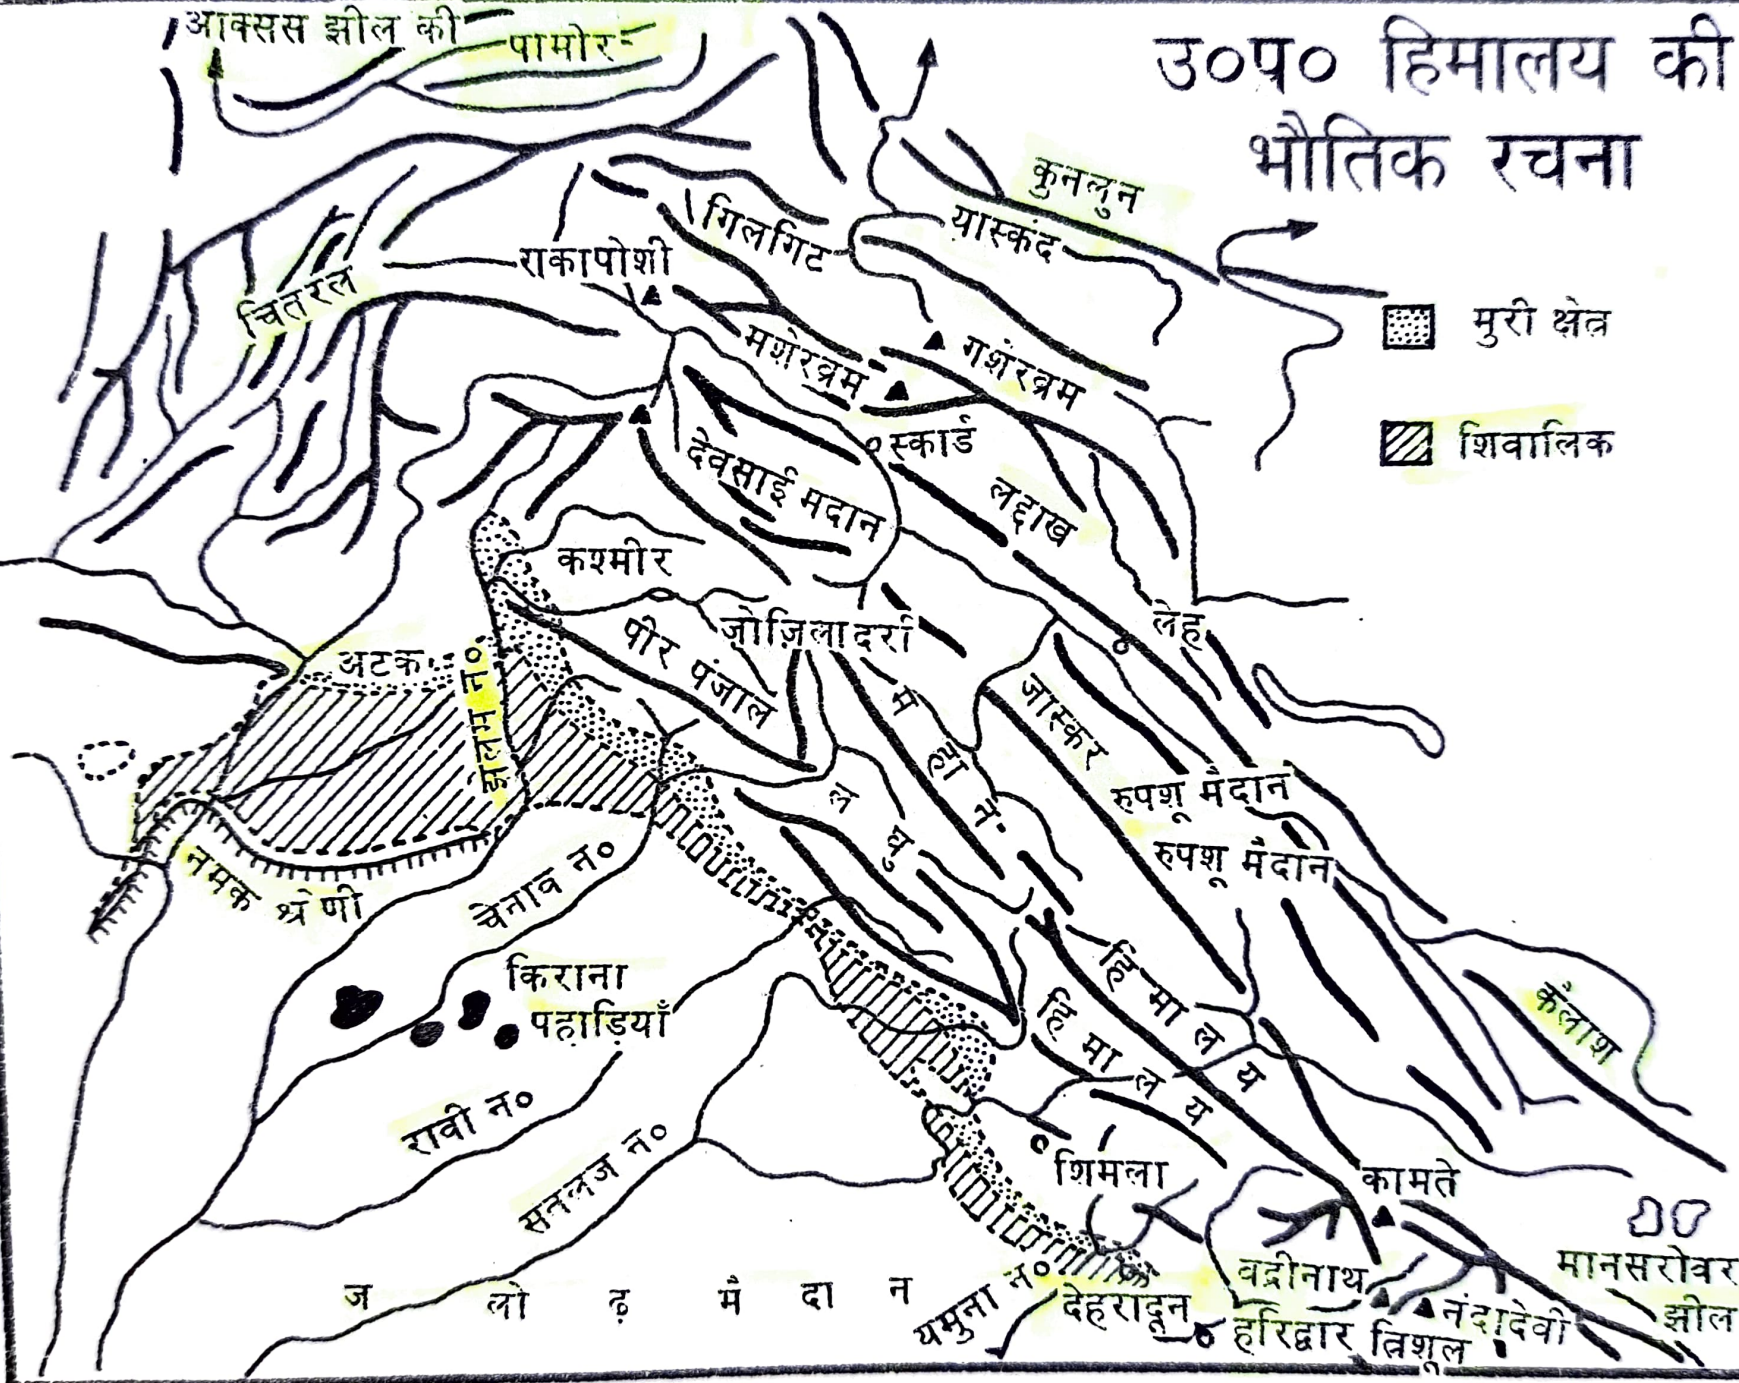 आक्सस झील की
पामीर
उ०प० हिमालय की
भौतिक रचना
कुनलुन
यास्कंद
गिलगिट
राकापोशी
चितरल
मुरी क्षेत्र
मशेरब्रम
गशेरब्रम
शिवालिक
स्कार्ड
देवसाई मदान
लद्दाख
कश्मीर
पीर पंजाल
जोज़िला दर्रा
लेह
अटक
झलम न०
जास्कर
म हा न
रुपशू मैदान
रुपशू मैदान
ल घु
नमक श्रेणी
चेनाव न०
किराना
पहाड़ियाँ
हि मा ल य
हि मा ल य
कैलाश
रावी न०
सतलज न०
शिमला
कामते
मानसरोवर
झील
वद्रीनाथ
नंदादेवी
ज लो ढ़ मै दा न
यमुना न०
देहरादून
हरिद्वार
त्रिशूल